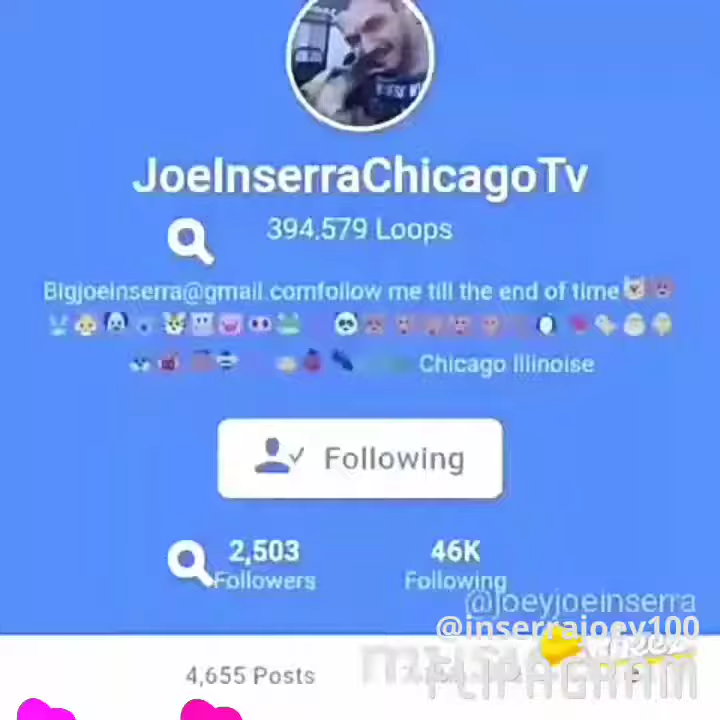 JoeInserraChicagoTv
394,579 Loops
Bigjoeinserra@gmail.comfollow me till the end of time
Chicago Illinoise
Following
2,503 46K
Followers Following
@joeyjoeinserra
@inserrajoey100
4,655 Posts
FLIPAGRAM